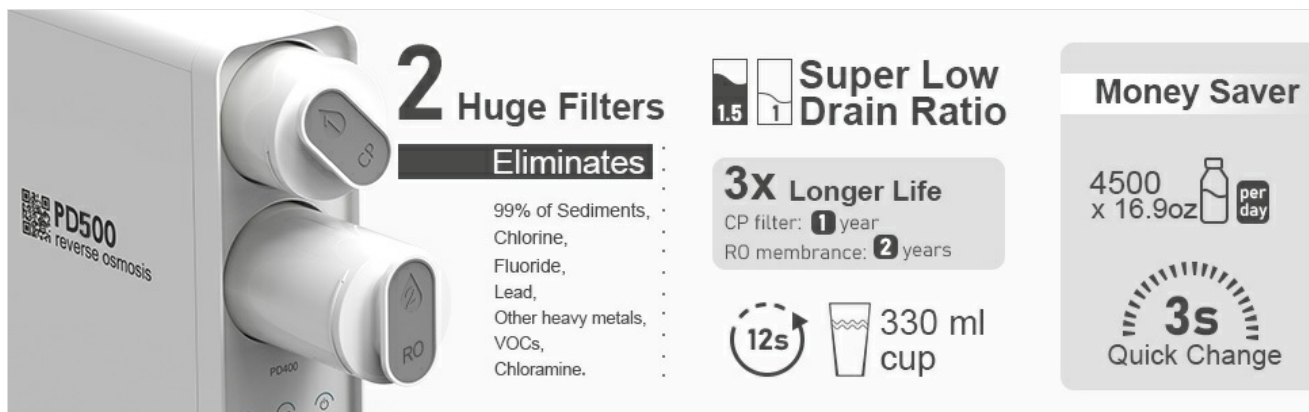 PD500
reverse osmosis
1
CP
2
RO
PD400
2 Huge Filters
Eliminates
99% of Sediments,
Chlorine,
Fluoride,
Lead,
Other heavy metals,
VOCs,
Chloramine.
1.5
1
Super Low
Drain Ratio
3x Longer Life
CP filter: 1 year
RO membrance: 2 years
12s
330 ml
cup
Money Saver
4500
x 16.9oz
per
day
3s
Quick Change